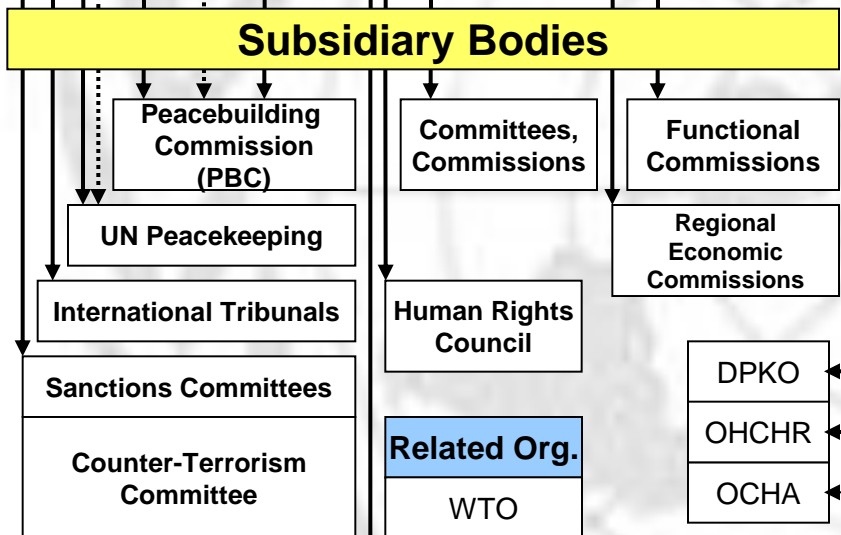 Subsidiary Bodies
Peacebuilding
Commission
(PBC)
Committees,
Commissions
Functional
Commissions
UN Peacekeeping
Regional
Economic
Commissions
International Tribunals
Human Rights
Council
Sanctions Committees
Counter-Terrorism
Committee
Related Org.
WTO
DPKO
OHCHR
OCHA